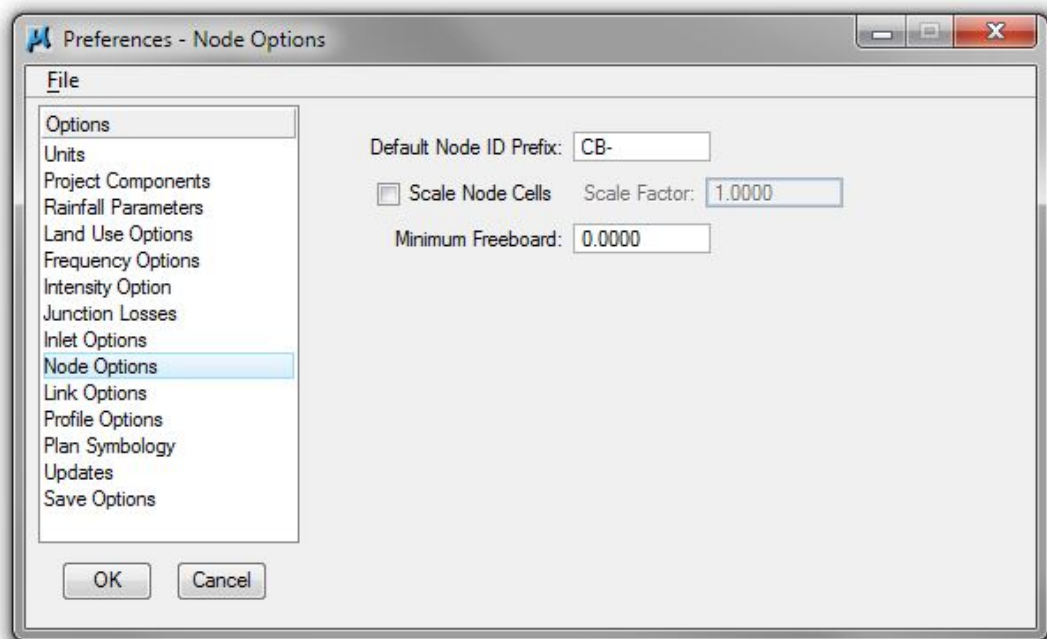 Preferences - Node Options
File
Options
Units
Project Components
Rainfall Parameters
Land Use Options
Frequency Options
Intensity Option
Junction Losses
Inlet Options
Node Options
Link Options
Profile Options
Plan Symbology
Updates
Save Options
Default Node ID Prefix: CB-
Scale Node Cells Scale Factor: 1.0000
Minimum Freeboard: 0.0000
OK Cancel